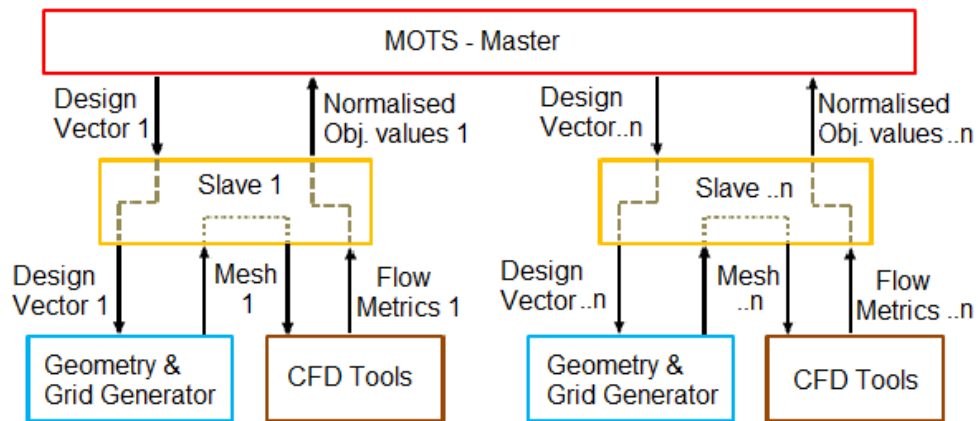 MOTS - Master
Design
Vector 1
Normalised
Obj. values 1
Design
Vector..n
Normalised
Obj. values ..n
Slave 1
Slave ..n
Design
Vector 1
Mesh
1
Flow
Metrics 1
Design
Vector..n
Mesh
..n
Flow
Metrics ..n
Geometry &
Grid Generator
CFD Tools
Geometry &
Grid Generator
CFD Tools